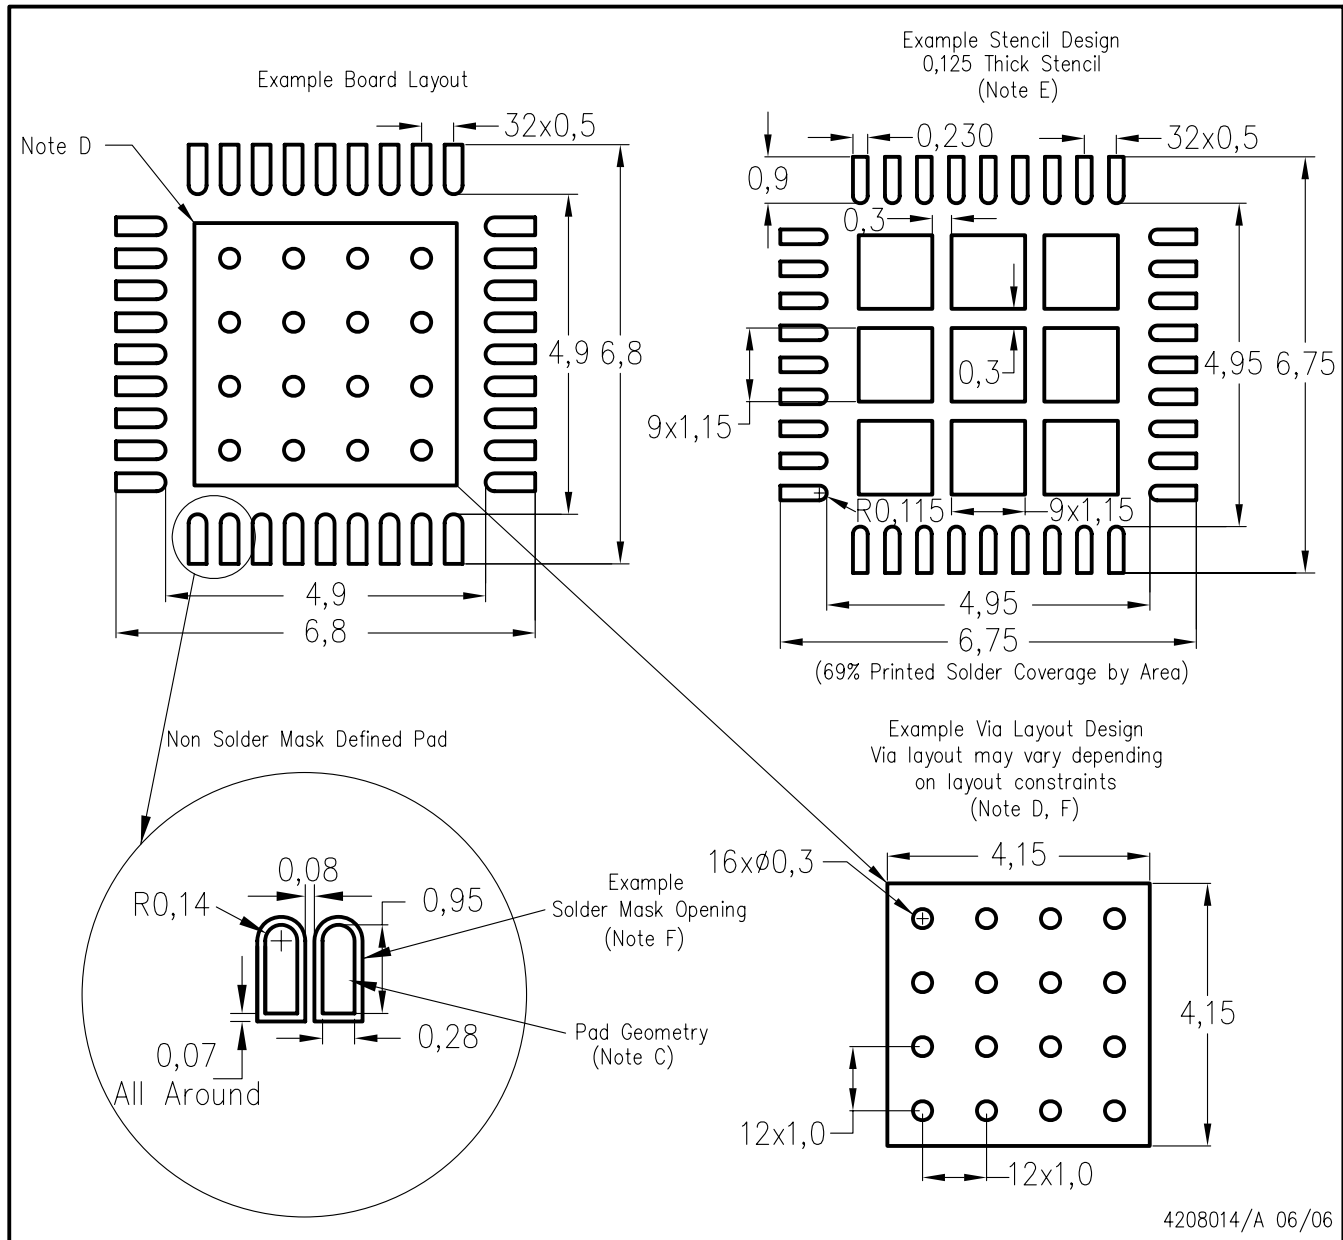 Example Board Layout
Note D
32x0,5
4,9
6,8
4,9
6,8
Example Stencil Design
0,125 Thick Stencil
(Note E)
0,230
32x0,5
0,9
0,3
0,3
4,95
6,75
9x1,15
R0,115
9x1,15
4,95
6,75
(69% Printed Solder Coverage by Area)
Non Solder Mask Defined Pad
0,08
R0,14
0,95
Example
Solder Mask Opening
(Note F)
0,07
All Around
0,28
Pad Geometry
(Note C)
Example Via Layout Design
Via layout may vary depending
on layout constraints
(Note D, F)
16xø0,3
4,15
4,15
12x1,0
12x1,0
4208014/A 06/06